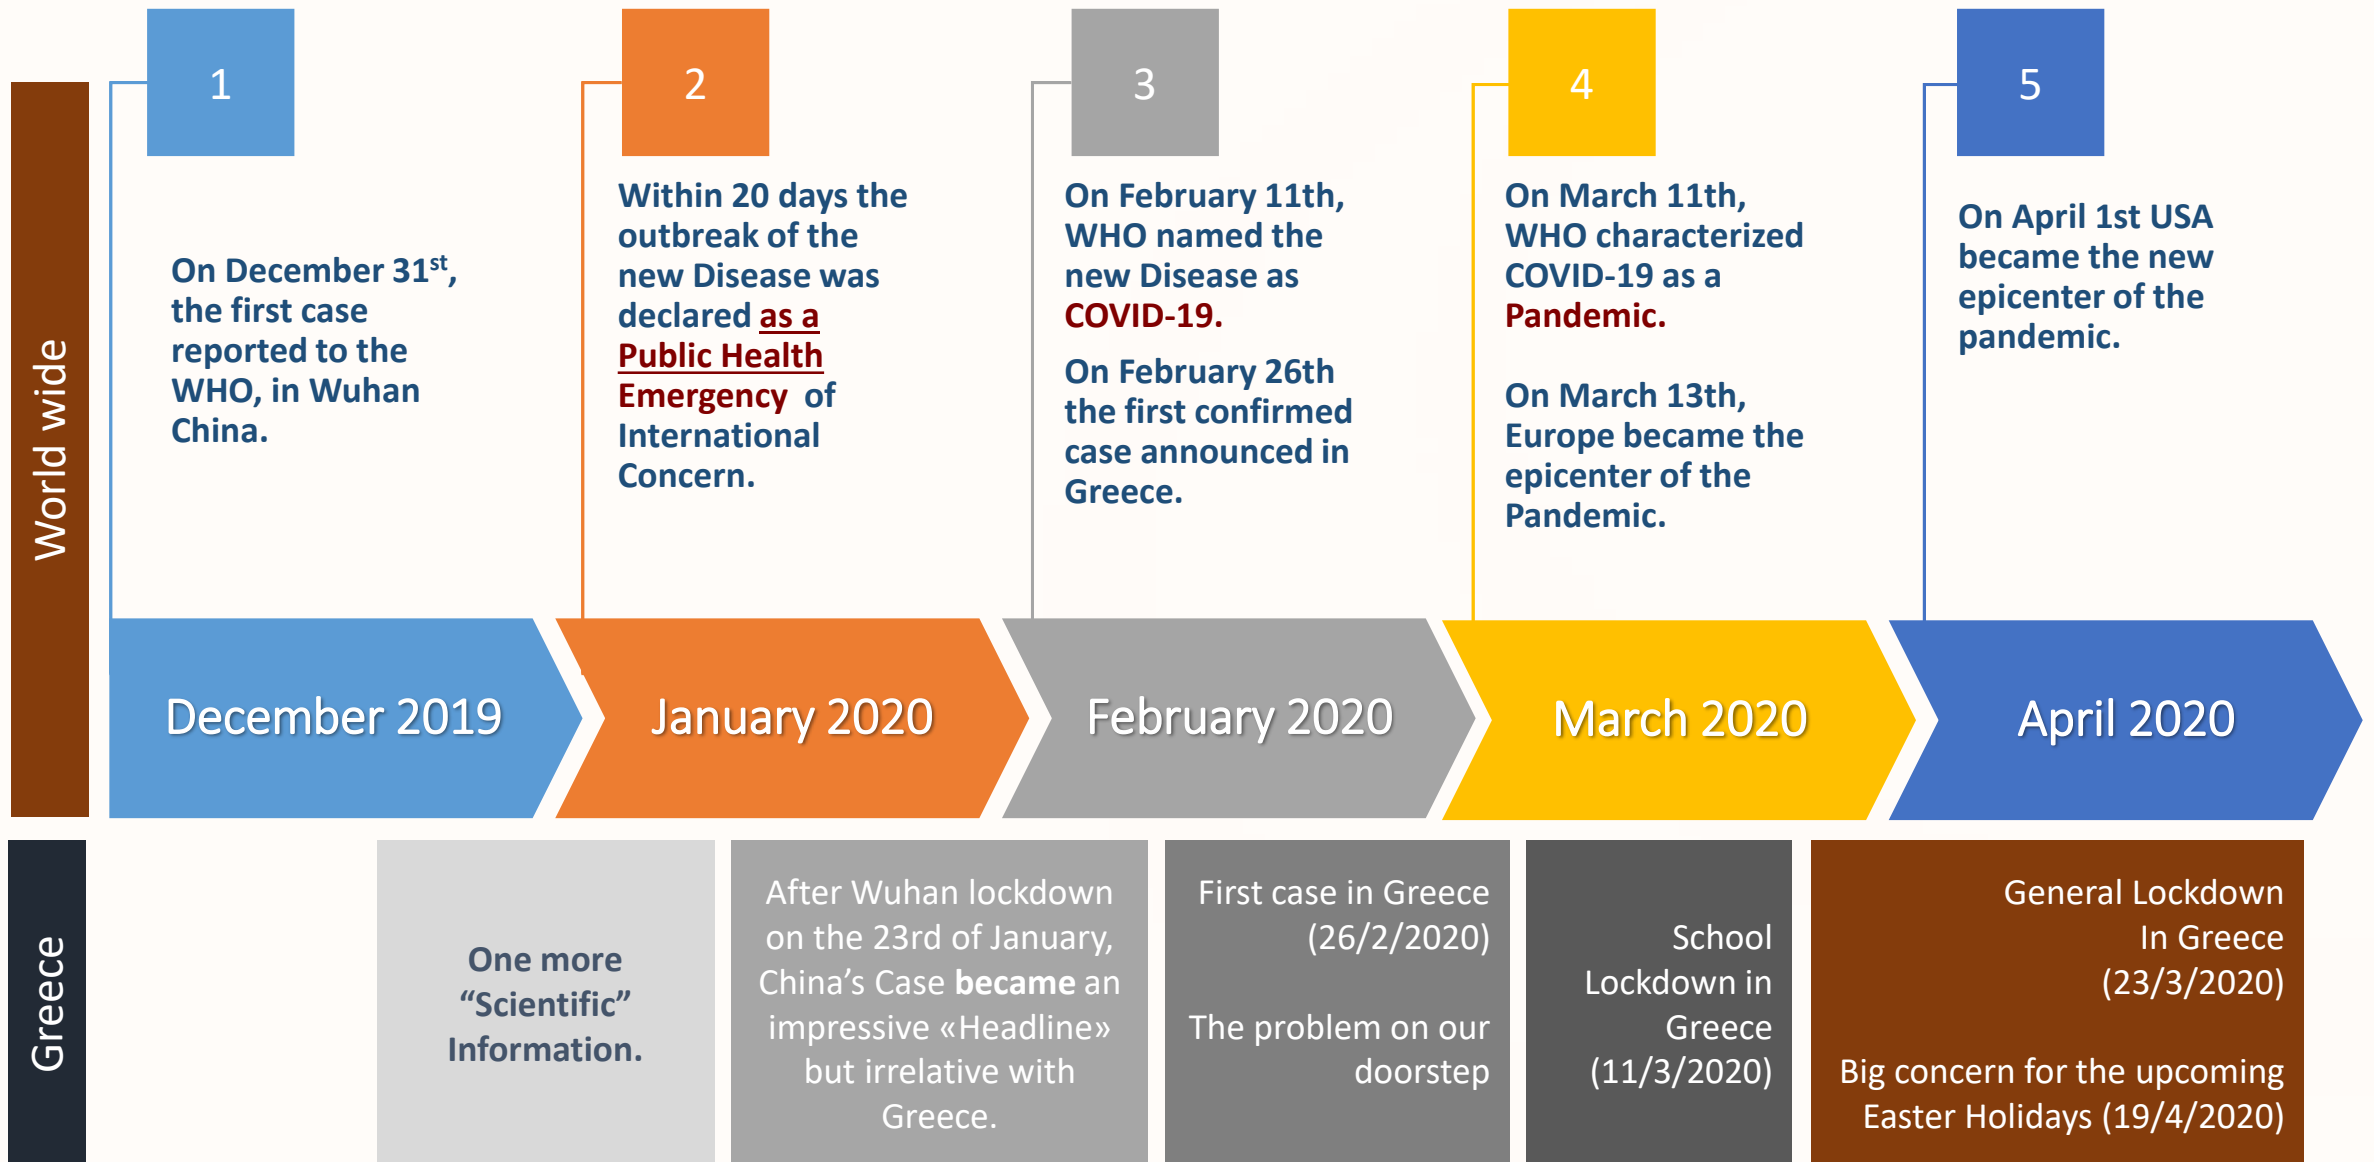 World wide
1
On December 31st,
the first case
reported to the
WHO, in Wuhan
China.
2
Within 20 days the
outbreak of the
new Disease was
declared as a
Public Health
Emergency of
International
Concern.
3
On February 11th,
WHO named the
new Disease as
COVID-19.
On February 26th
the first confirmed
case announced in
Greece.
4
On March 11th,
WHO characterized
COVID-19 as a
Pandemic.
On March 13th,
Europe became the
epicenter of the
Pandemic.
5
On April 1st USA
became the new
epicenter of the
pandemic.
December 2019
January 2020
February 2020
March 2020
April 2020
Greece
One more
“Scientific”
Information.
After Wuhan lockdown
on the 23rd of January,
China’s Case became an
impressive «Headline»
but irrelative with
Greece.
First case in Greece
(26/2/2020)
The problem on our
doorstep
School
Lockdown in
Greece
(11/3/2020)
General Lockdown
In Greece
(23/3/2020)
Big concern for the upcoming
Easter Holidays (19/4/2020)